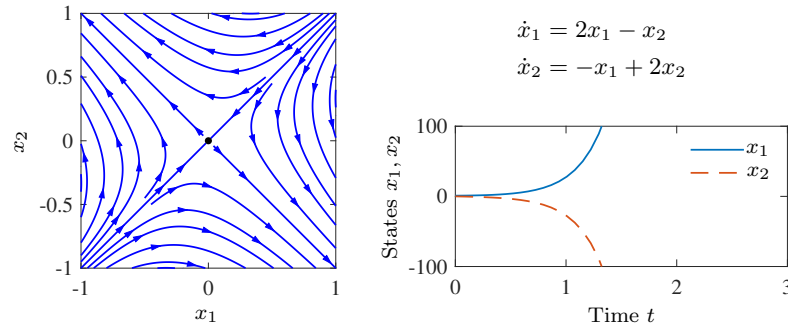 1
0.5
0
-0.5
-1
x₂
-1 0 1
x₁
ẋ₁ = 2x₁ − x₂
ẋ₂ = −x₁ + 2x₂
100
0
-100
States x₁, x₂
x₁
x₂
0 1 2 3
Time t